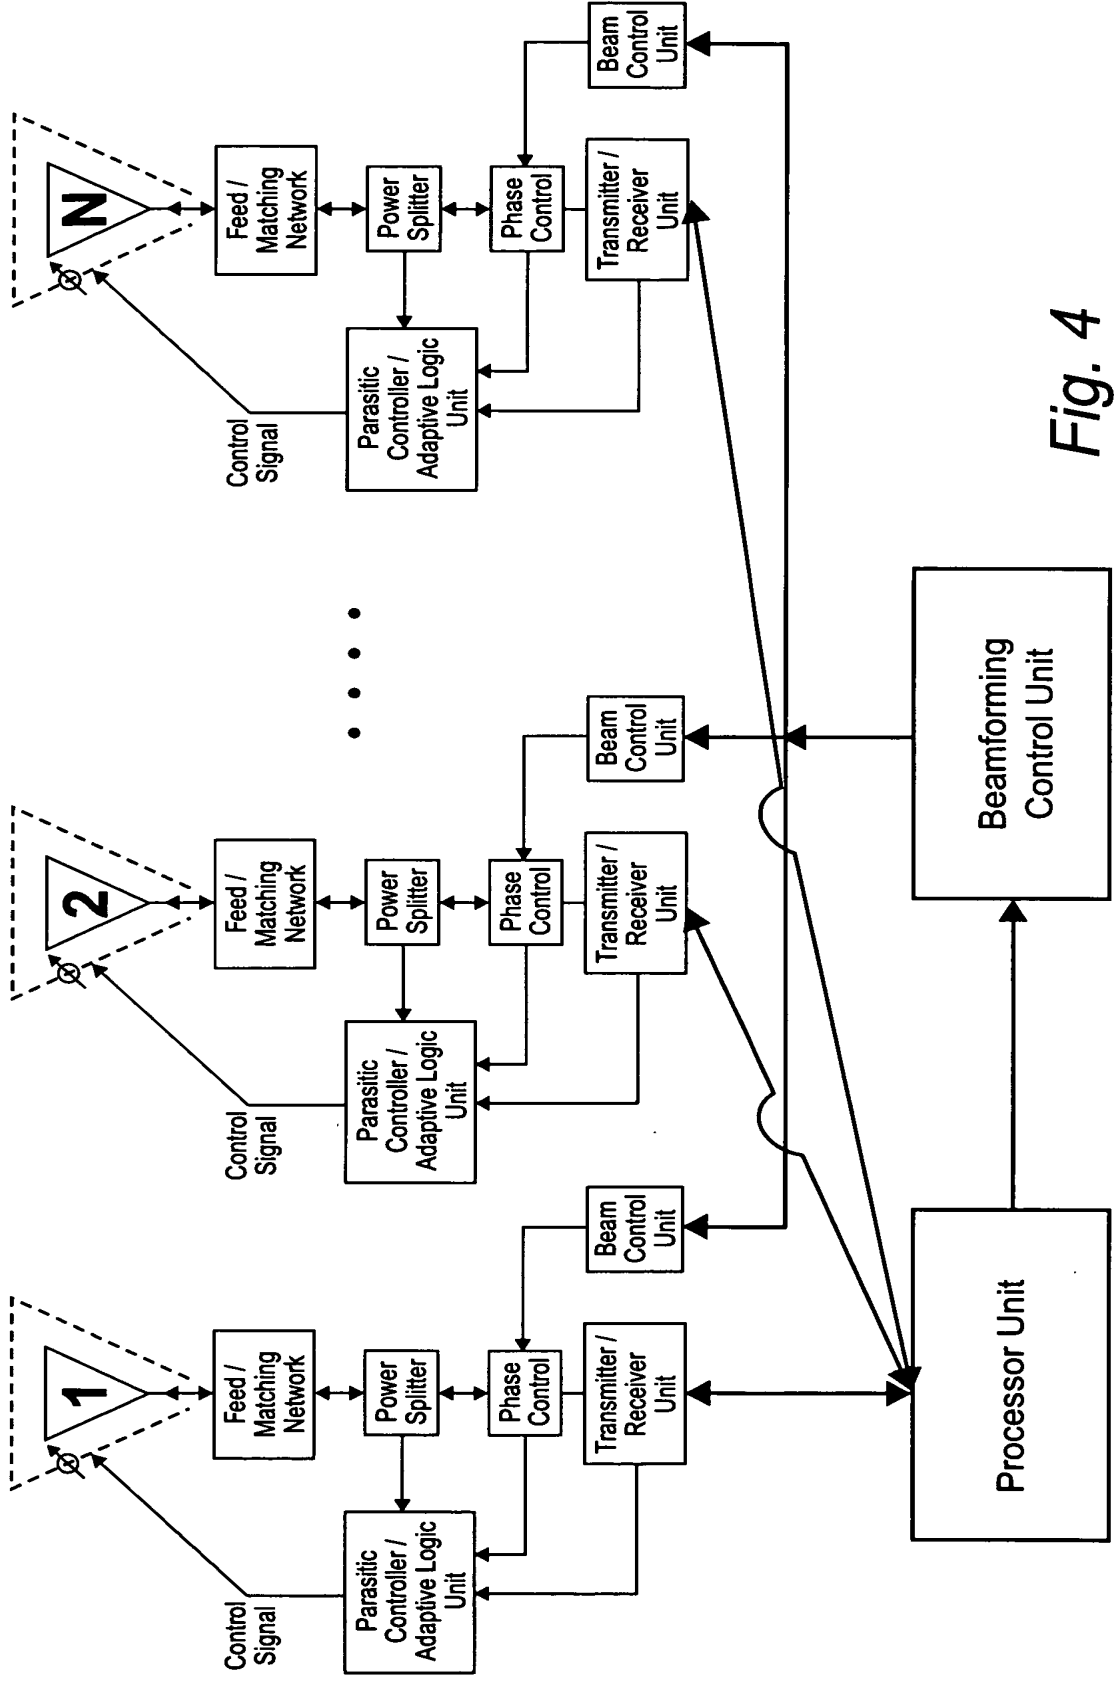 1
Feed /
Matching
Network
Power
Splitter
Phase
Control
Transmitter /
Receiver
Unit
Beam
Control
Unit
Parasitic
Controller /
Adaptive Logic
Unit
Control
Signal
2
Feed /
Matching
Network
Power
Splitter
Phase
Control
Transmitter /
Receiver
Unit
Beam
Control
Unit
Parasitic
Controller /
Adaptive Logic
Unit
Control
Signal
N
Feed /
Matching
Network
Power
Splitter
Phase
Control
Transmitter /
Receiver
Unit
Beam
Control
Unit
Parasitic
Controller /
Adaptive Logic
Unit
Control
Signal
Processor Unit
Beamforming
Control Unit
Fig. 4